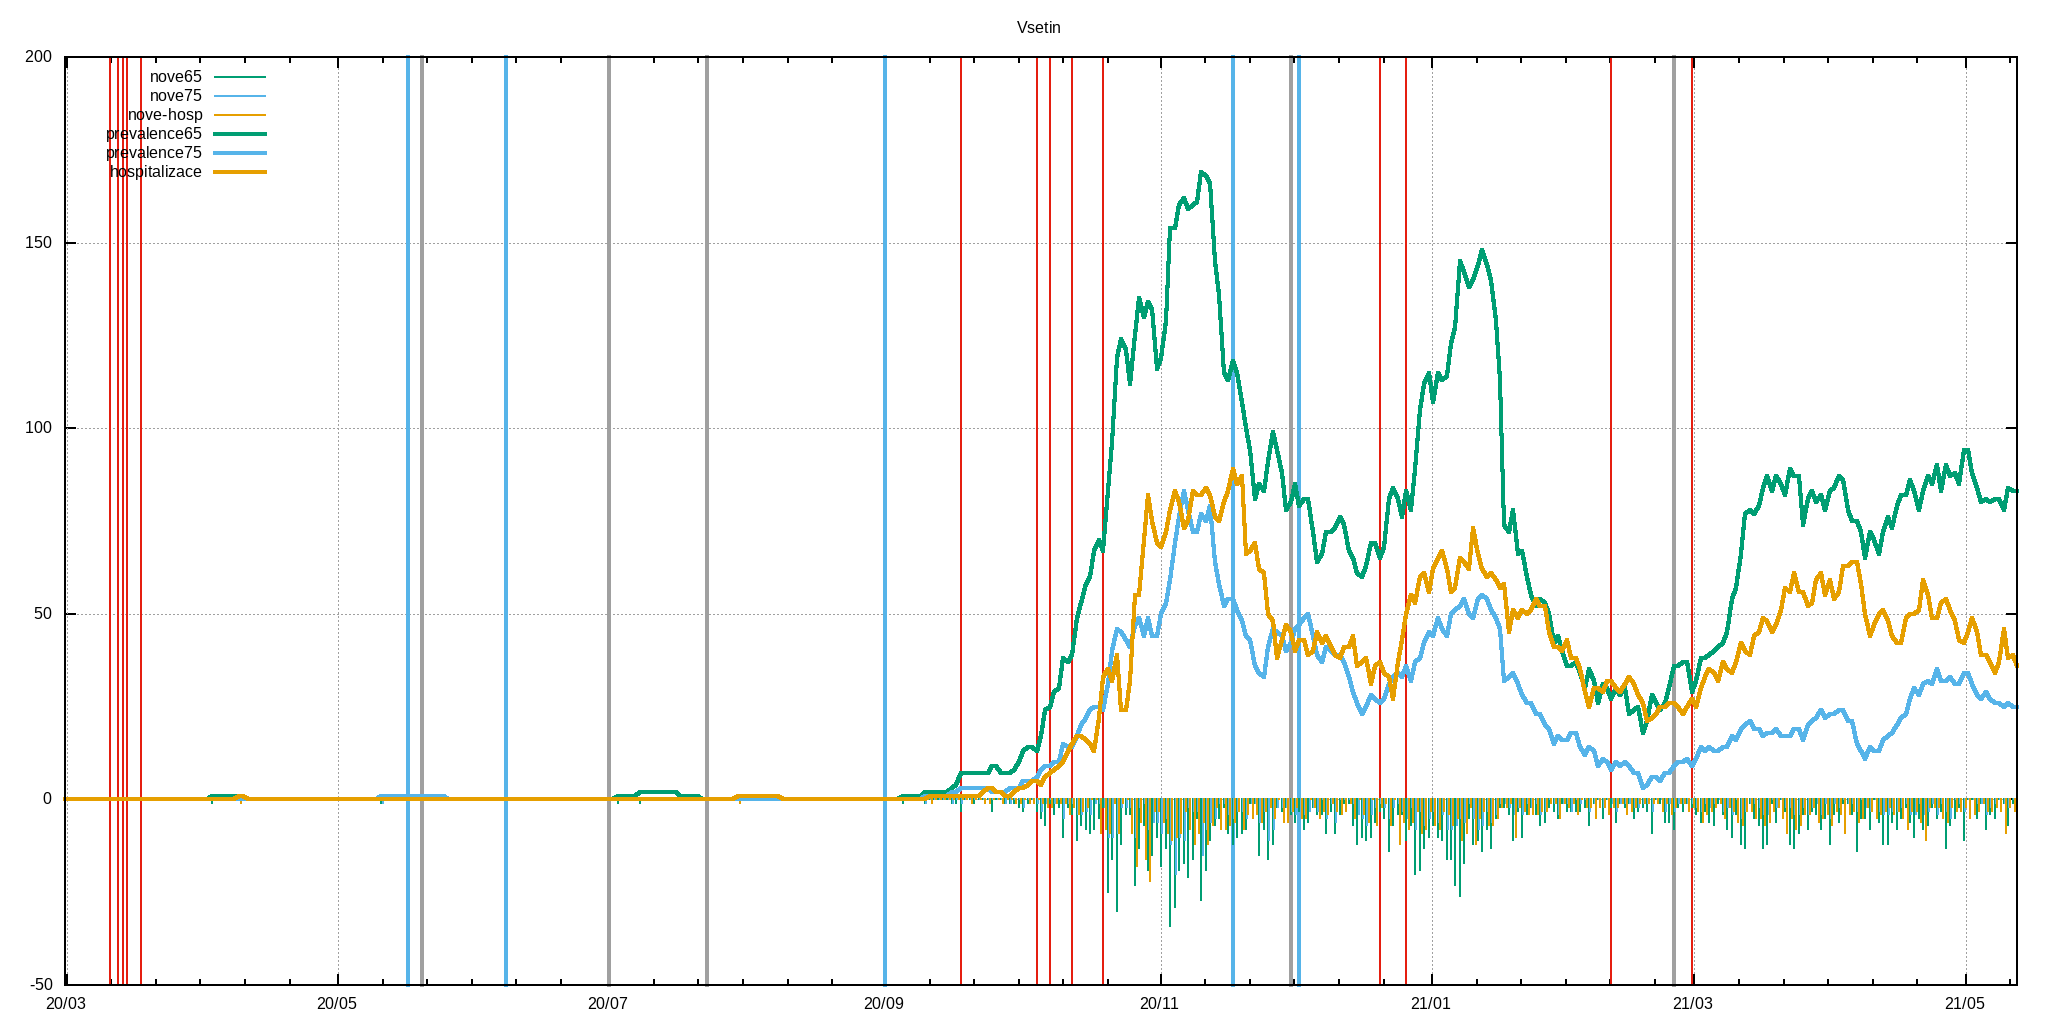 Vsetin
200
nove65
nove75
nove-hosp
prevalence65
prevalence75
hospitalizace
150
100
50
0
-50
20/03 20/05 20/07 20/09 20/11 21/01 21/03 21/05